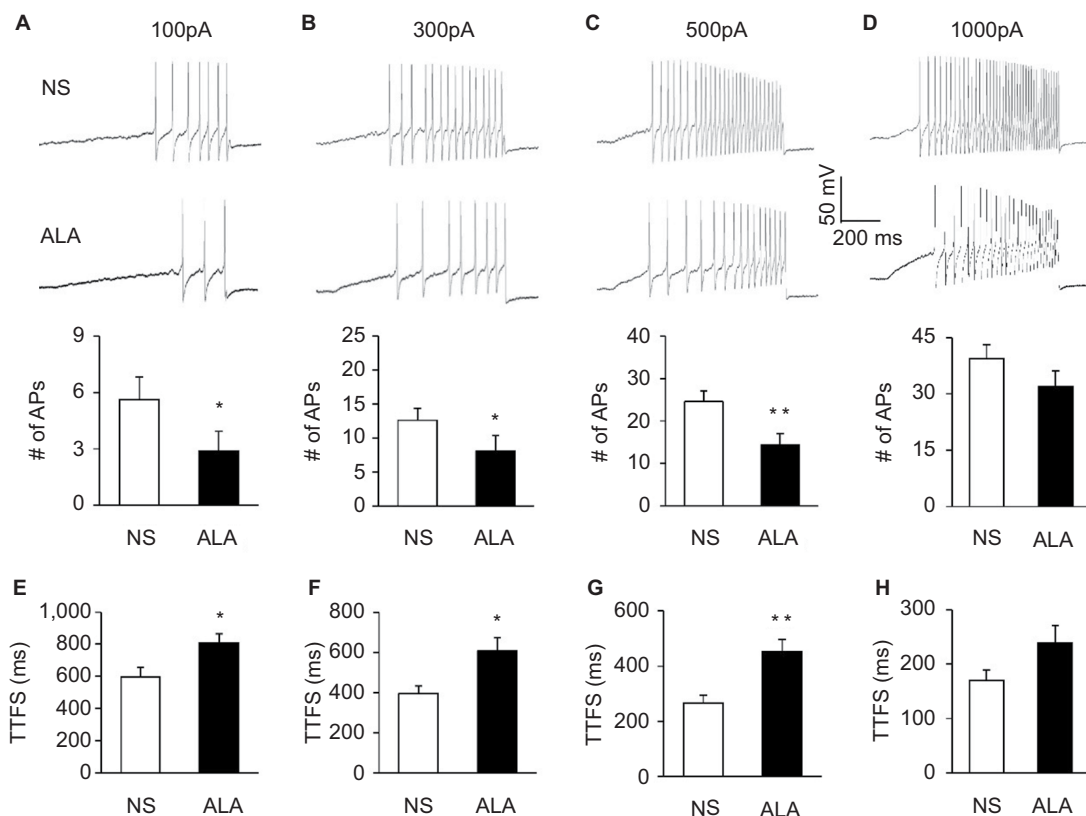 A 100pA B 300pA C 500pA D 1000pA
NS
ALA
50 mV
200 ms
9
6
3
0
# of APs
*
NS ALA
25
20
15
10
5
0
# of APs
*
NS ALA
40
30
20
10
0
# of APs
* *
NS ALA
45
30
15
0
# of APs
NS ALA
E
1,000
800
600
400
200
0
TTFS (ms)
*
NS ALA
F
800
600
400
200
0
TTFS (ms)
*
NS ALA
G
600
400
200
0
TTFS (ms)
* *
NS ALA
H
300
200
100
0
TTFS (ms)
NS ALA